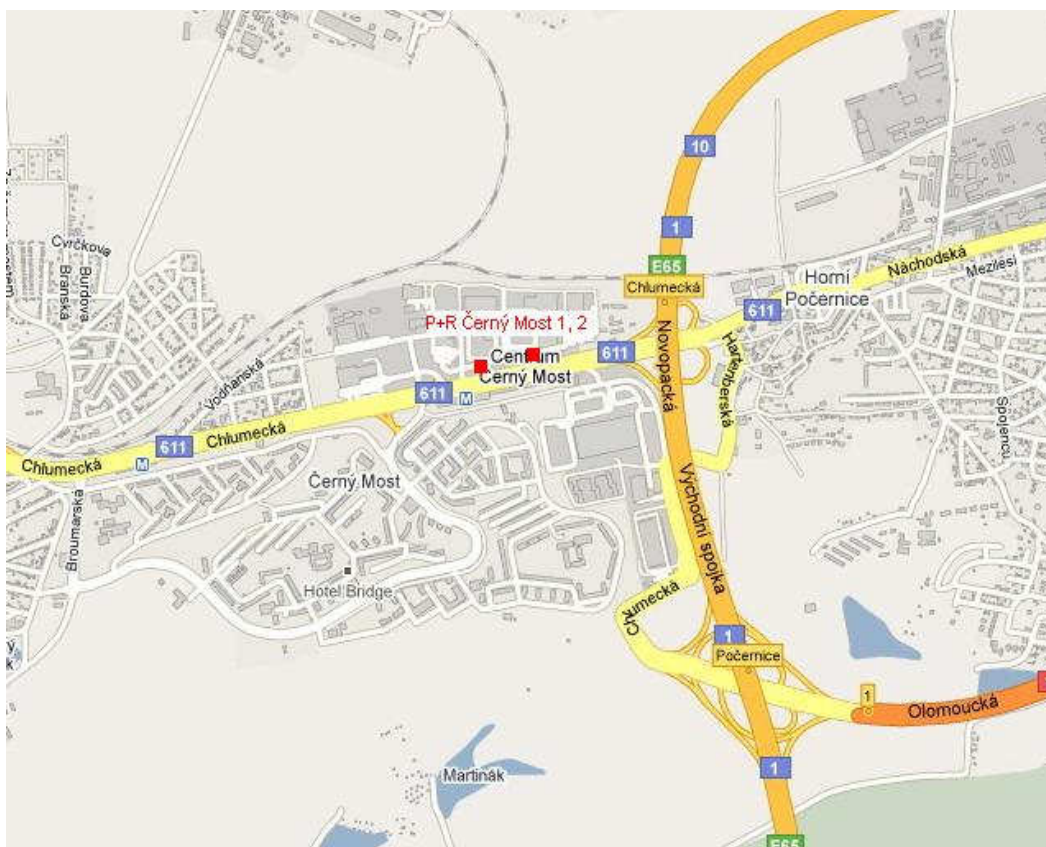 10
1
E65
Chlumecká
Horní
Počernice
Náchodská
Mezilesí
Cvrčkova
Branská
Burdova
611
P+R Černý Most 1, 2
611
Centrum
Černý Most
611
M
Novopacká
Hartenberská
Vodňanská
Chlumecká
611
Chlumecká
M
Spojenců
Černý Most
Broumarská
Východní spojka
Hotel Bridge
Chlumecká
1
Počernice
1
Olomoucká
Martinák
1
E65